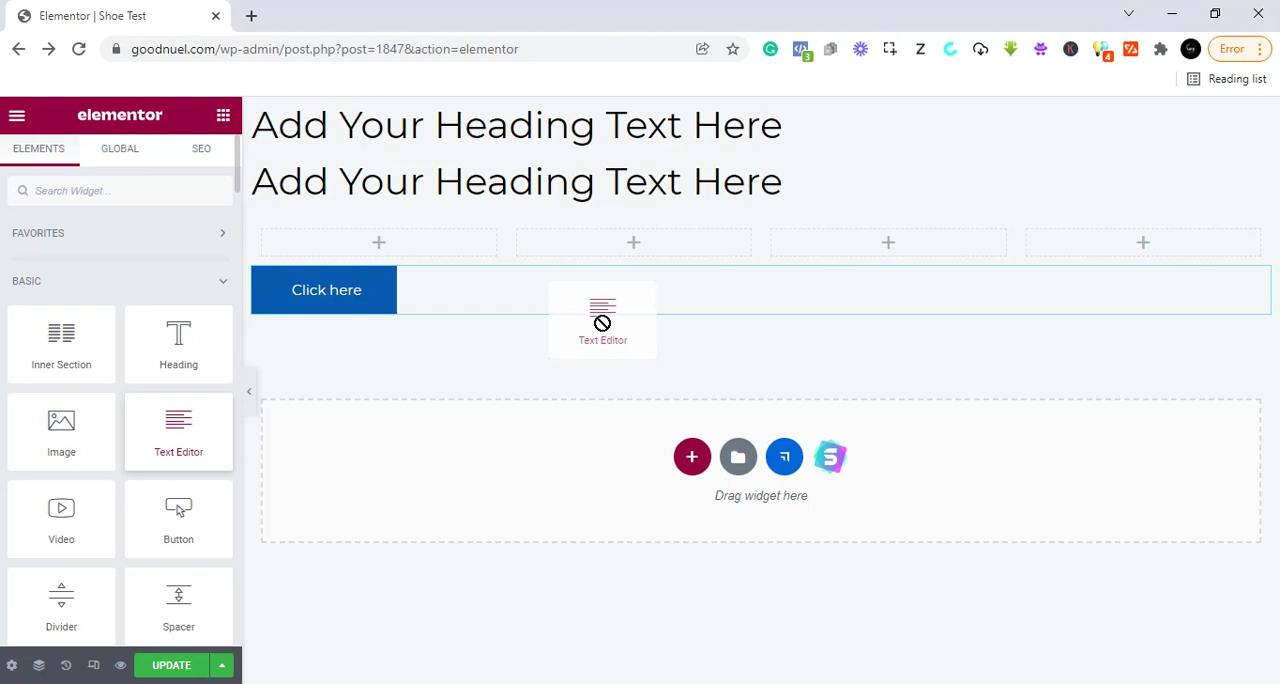 Elementor | Shoe Test
goodnuel.com/wp-admin/post.php?post=1847&action=elementor
3
Z
K
4
Error
Reading list
elementor
ELEMENTS GLOBAL SEO
Search Widget...
FAVORITES
BASIC
Inner Section
Heading
Image
Text Editor
Video
Button
Divider
Spacer
UPDATE
Add Your Heading Text Here
Add Your Heading Text Here
Click here
Text Editor
S
Drag widget here